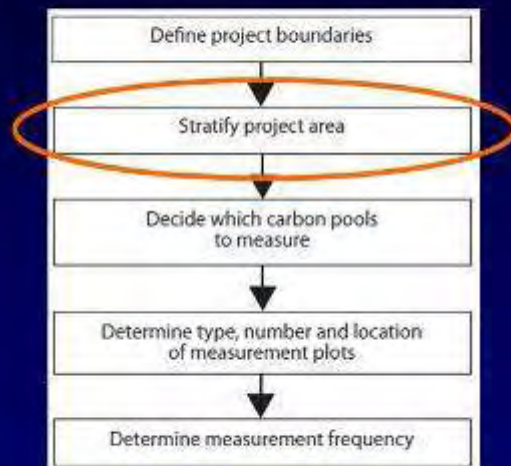 Define project boundaries
Stratify project area
Decide which carbon pools
to measure
Determine type, number and location
of measurement plots
Determine measurement frequency